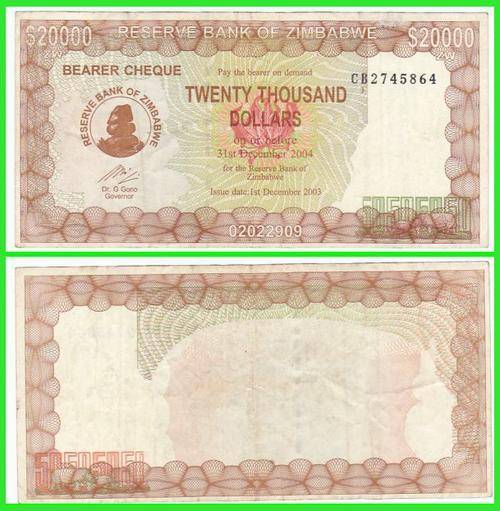 $20000
RESERVE BANK OF ZIMBABWE
$20000
ZW
ZW
BEARER CHEQUE
Pay the bearer on demand
CB2745864
RESERVE BANK OF ZIMBABWE
TWENTY THOUSAND
DOLLARS
on or before
31st December 2004
for the Reserve Bank of
Zimbabwe
Dr. G Gono
Governor
Issue date:1st December 2003
02022909